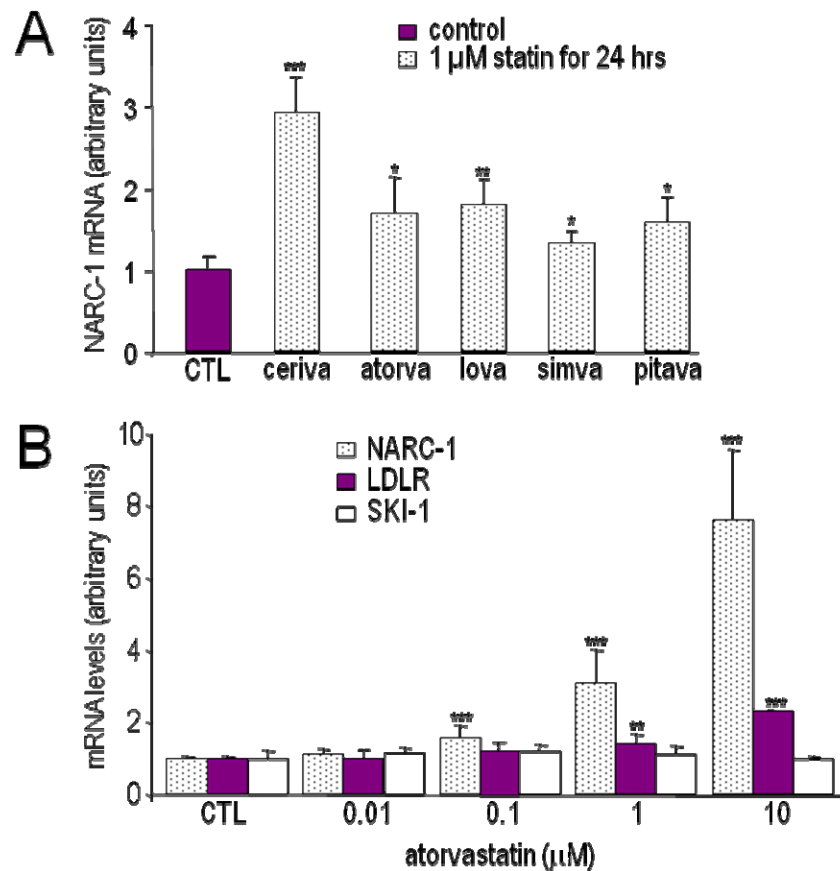 A
control
1 µM statin for 24 hrs
NARC-1 mRNA (arbitrary units)
4
3
2
1
0
***
*
**
*
*
CTL ceriva atorva lova simva pitava
B
NARC-1
LDLR
SKI-1
mRNA levels (arbitrary units)
10
8
6
4
2
0
***
***
**
***
***
CTL 0.01 0.1 1 10
atorvastatin (µM)